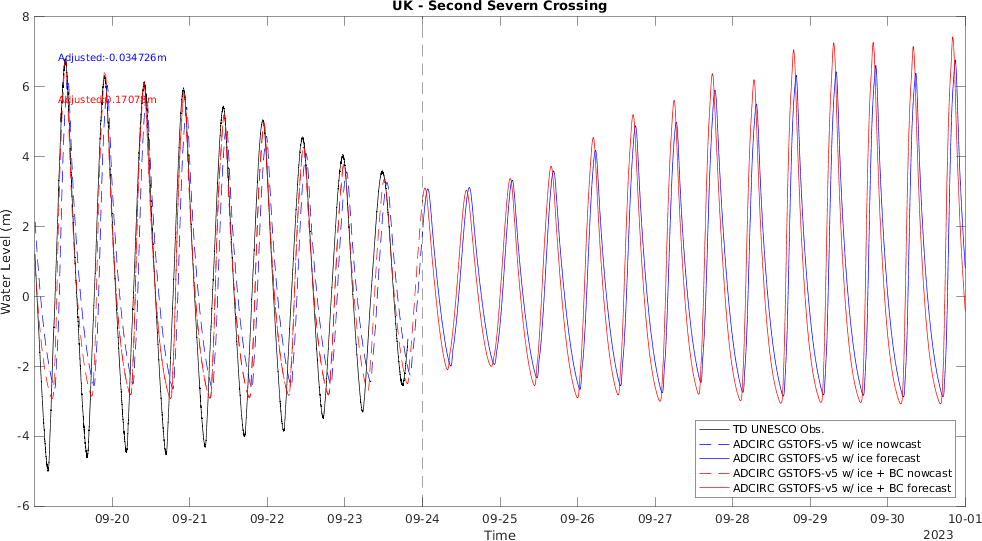 UK - Second Severn Crossing
8
Adjusted:-0.034726m
6
Adjusted:0.17078m
4
2
0
-2
-4
-6
Water Level (m)
TD UNESCO Obs.
ADCIRC GSTOFS-v5 w/ ice nowcast
ADCIRC GSTOFS-v5 w/ ice forecast
ADCIRC GSTOFS-v5 w/ ice + BC nowcast
ADCIRC GSTOFS-v5 w/ ice + BC forecast
09-20 09-21 09-22 09-23 09-24 09-25 09-26 09-27 09-28 09-29 09-30 10-01
Time
2023